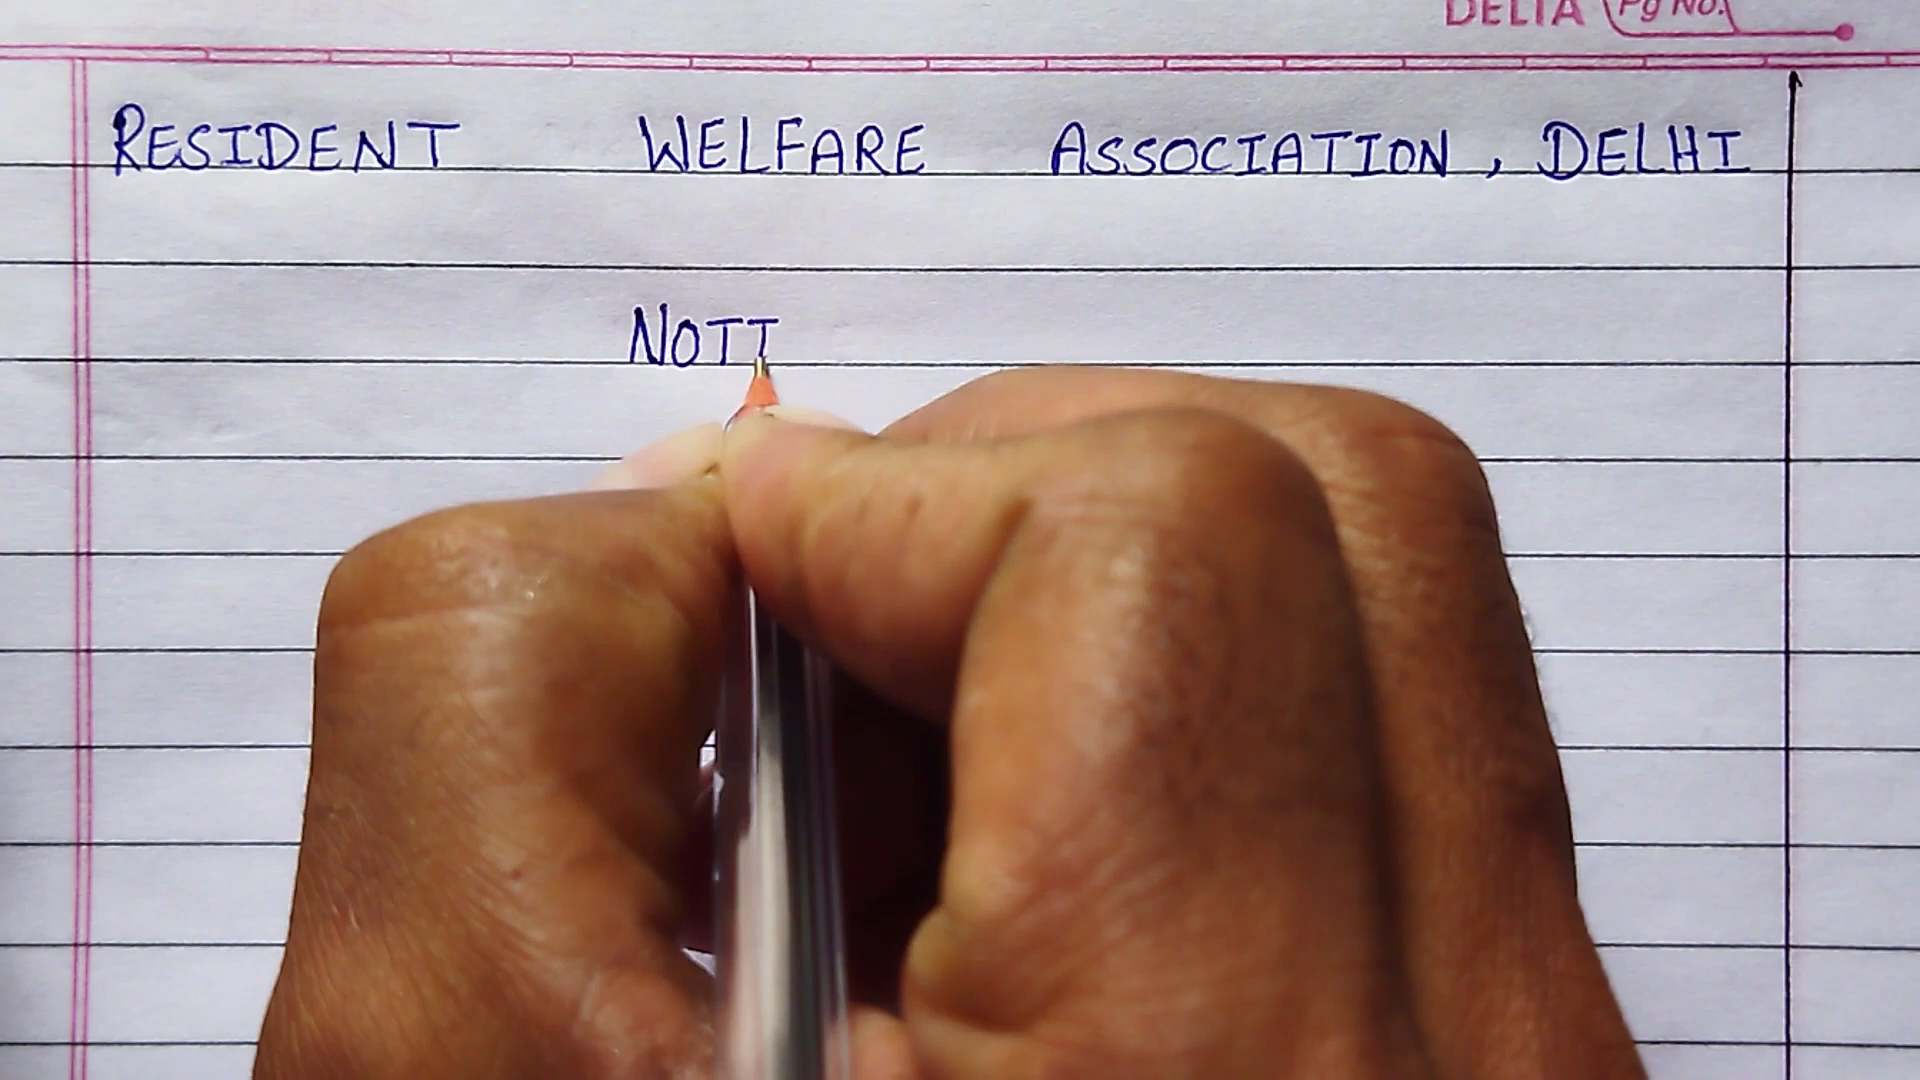 DELTA Pg No.
RESIDENT WELFARE ASSOCIATION, DELHI
NOTI